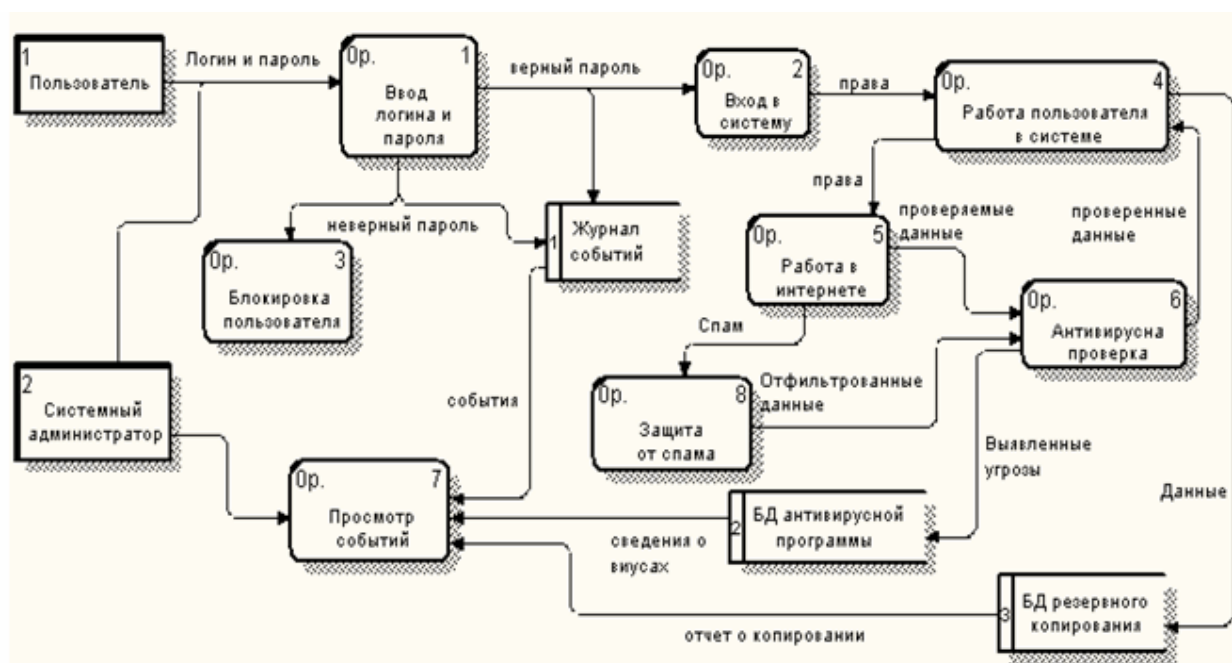 1
Пользователь
Логин и пароль
0р. 1
Ввод
логина и
пароля
верный пароль
0р. 2
Вход в
систему
права
0р. 4
Работа пользователя
в системе
права
неверный пароль
1
Журнал
событий
проверяемые
данные
проверенные
данные
0р. 5
Работа в
интернете
0р. 3
Блокировка
пользователя
0р. 6
Антивирусна
проверка
Спам
2
Системный
администратор
события
0р. 8
Защита
от спама
Отфильтрованные
данные
Выявленные
угрозы
Данные
0р. 7
Просмотр
событий
сведения о
виусах
2
БД антивирусной
программы
3
БД резервного
копирования
отчет о копировании